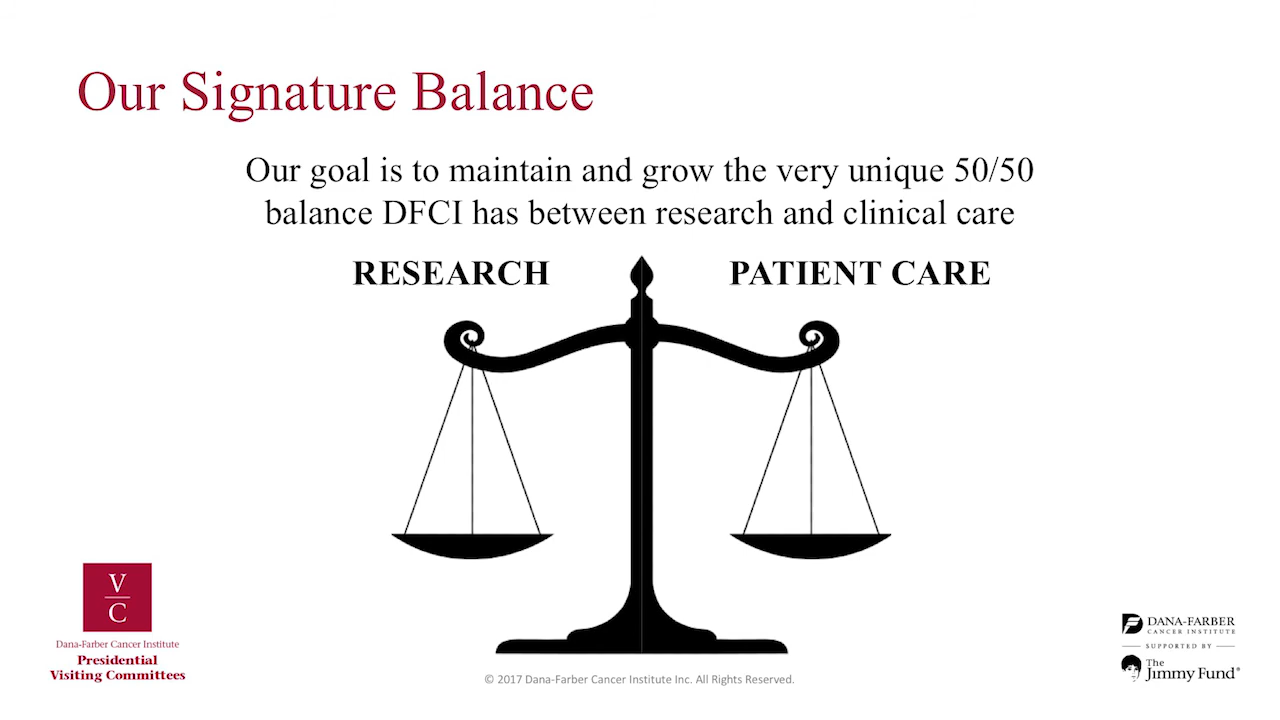 Our Signature Balance
Our goal is to maintain and grow the very unique 50/50
balance DFCI has between research and clinical care
RESEARCH
PATIENT CARE
V
C
Dana-Farber Cancer Institute
Presidential
Visiting Committees
© 2017 Dana-Farber Cancer Institute Inc. All Rights Reserved.
DANA-FARBER
CANCER INSTITUTE
SUPPORTED BY
The
Jimmy Fund®